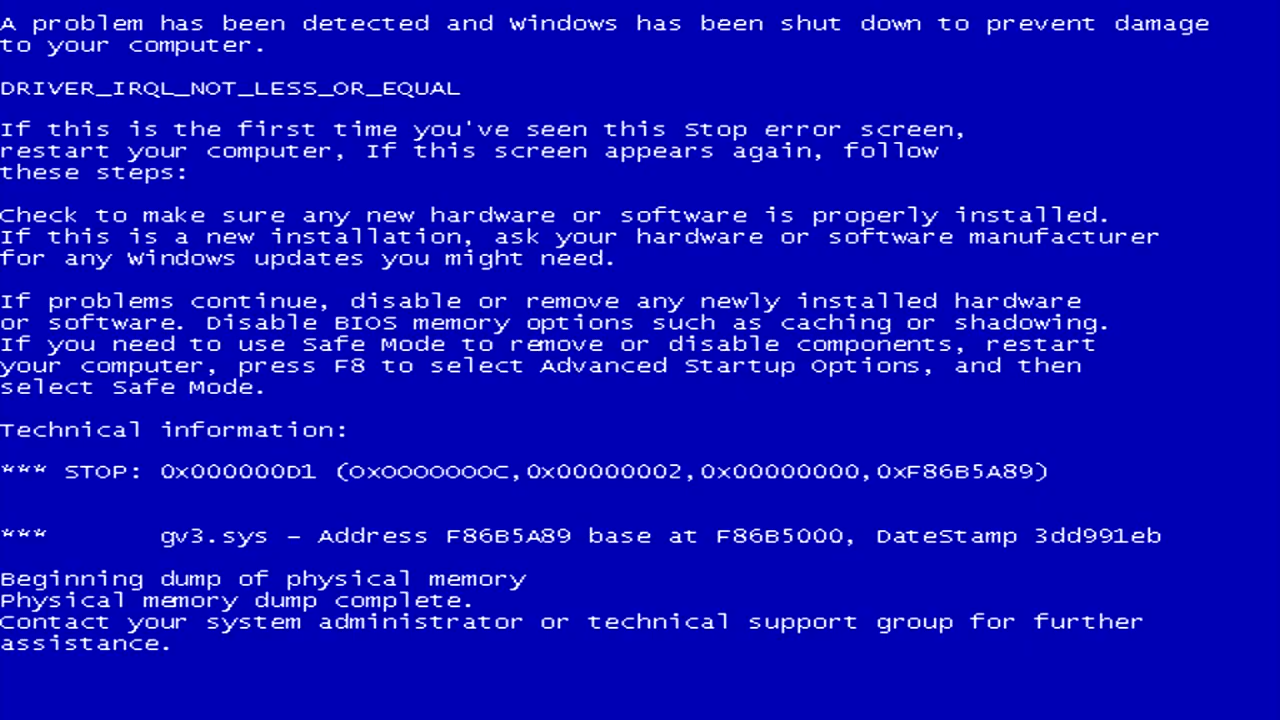 A problem has been detected and Windows has been shut down to prevent damage
to your computer.
DRIVER_IRQL_NOT_LESS_OR_EQUAL
If this is the first time you've seen this Stop error screen,
restart your computer, If this screen appears again, follow
these steps:
Check to make sure any new hardware or software is properly installed.
If this is a new installation, ask your hardware or software manufacturer
for any Windows updates you might need.
If problems continue, disable or remove any newly installed hardware
or software. Disable BIOS memory options such as caching or shadowing.
If you need to use Safe Mode to remove or disable components, restart
your computer, press F8 to select Advanced Startup Options, and then
select Safe Mode.
Technical information:
*** STOP: 0x000000D1 (0x0000000C,0x00000002,0x00000000,0xF86B5A89)
*** gv3.sys – Address F86B5A89 base at F86B5000, DateStamp 3dd991eb
Beginning dump of physical memory
Physical memory dump complete.
Contact your system administrator or technical support group for further
assistance.